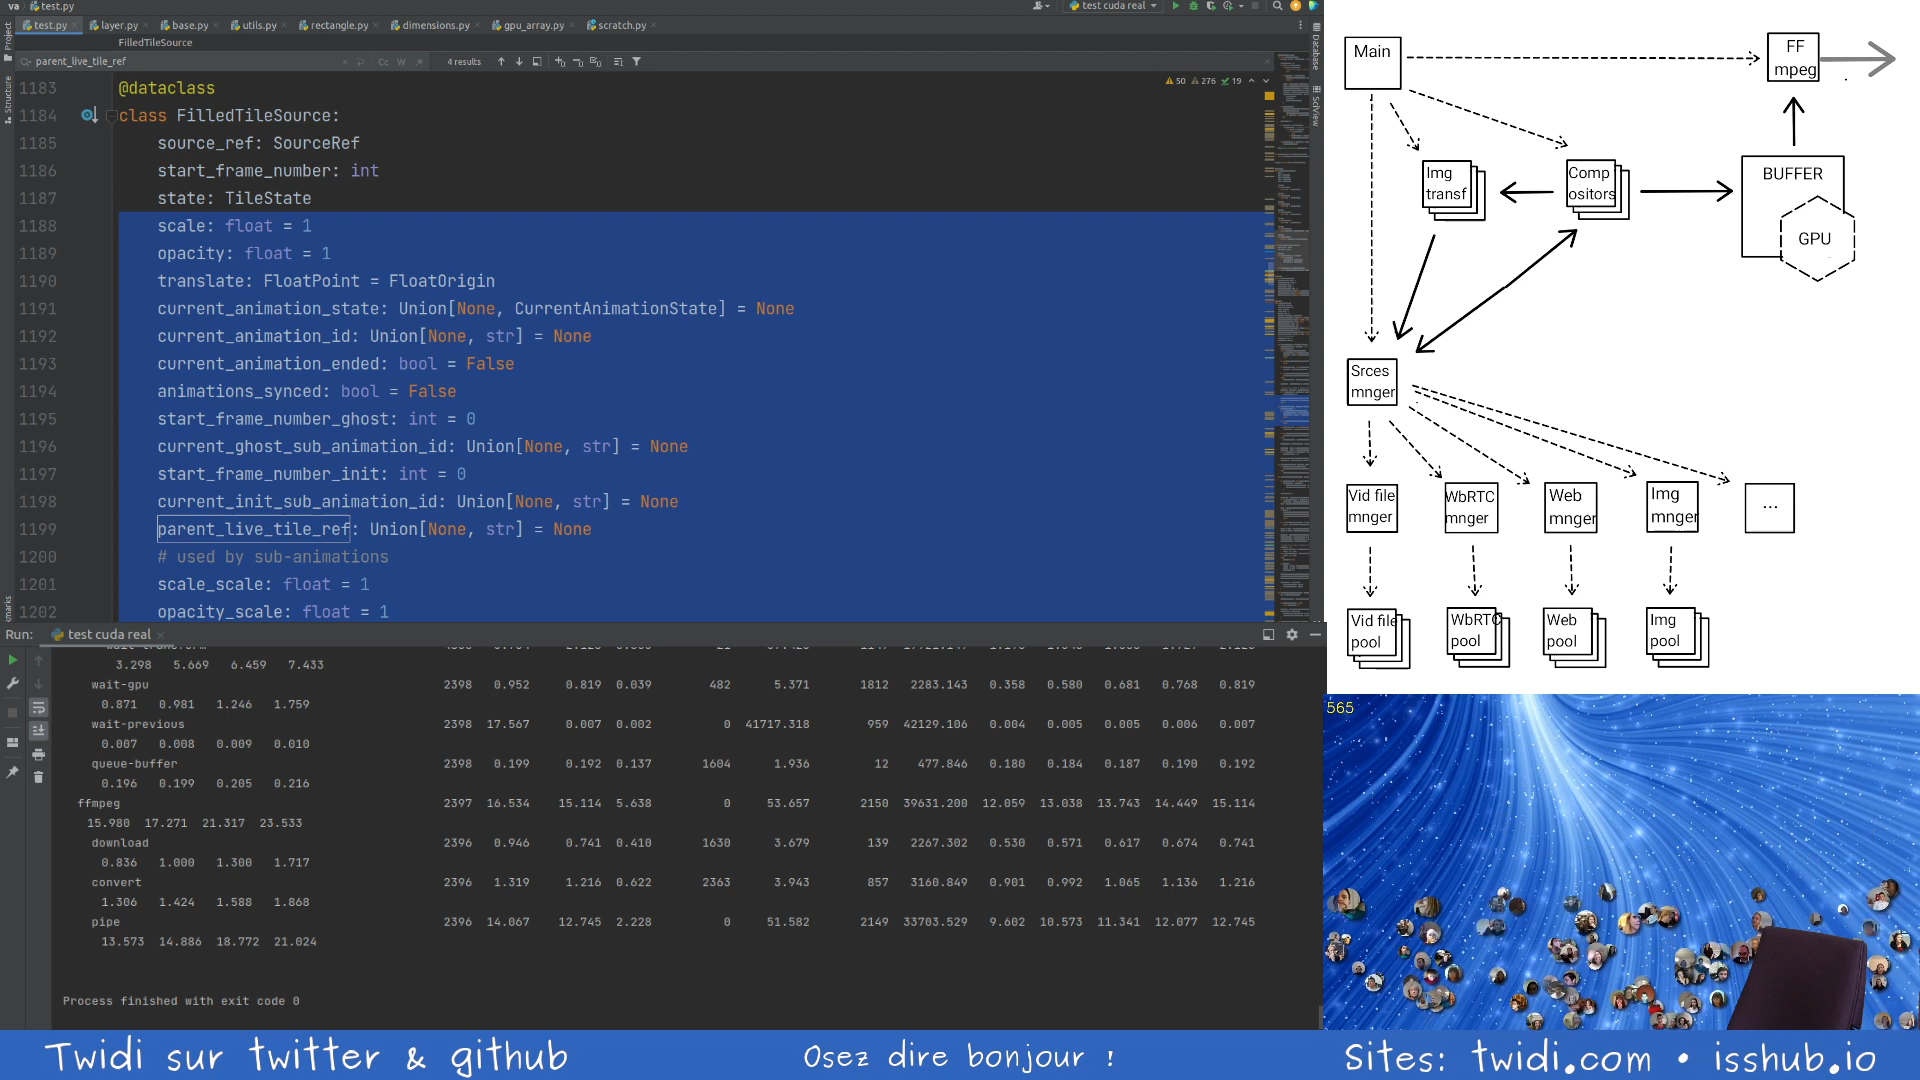 va test.py
test cuda real
test.py layer.py base.py utils.py rectangle.py dimensions.py gpu_array.py scratch.py
FilledTileSource
parent_live_tile_ref
Cc W
4 results
50 276 19
Project
Structure
Database
SciView
1183 @dataclass
1184 class FilledTileSource:
1185 source_ref: SourceRef
1186 start_frame_number: int
1187 state: TileState
1188 scale: float = 1
1189 opacity: float = 1
1190 translate: FloatPoint = FloatOrigin
1191 current_animation_state: Union[None, CurrentAnimationState] = None
1192 current_animation_id: Union[None, str] = None
1193 current_animation_ended: bool = False
1194 animations_synced: bool = False
1195 start_frame_number_ghost: int = 0
1196 current_ghost_sub_animation_id: Union[None, str] = None
1197 start_frame_number_init: int = 0
1198 current_init_sub_animation_id: Union[None, str] = None
1199 parent_live_tile_ref: Union[None, str] = None
1200 # used by sub-animations
1201 scale_scale: float = 1
1202 opacity_scale: float = 1
Run: test cuda real
3.298 5.669 6.459 7.433
wait-gpu 2398 0.952 0.819 0.039 482 5.371 1812 2283.143 0.358 0.580 0.681 0.768 0.819
0.871 0.981 1.246 1.759
wait-previous 2398 17.567 0.007 0.002 0 41717.318 959 42129.106 0.004 0.005 0.005 0.006 0.007
0.007 0.008 0.009 0.010
queue-buffer 2398 0.199 0.192 0.137 1604 1.936 12 477.846 0.180 0.184 0.187 0.190 0.192
0.196 0.199 0.205 0.216
ffmpeg 2397 16.534 15.114 5.638 0 53.657 2150 39631.200 12.059 13.038 13.743 14.449 15.114
15.980 17.271 21.317 23.533
download 2396 0.946 0.741 0.410 1630 3.679 139 2267.302 0.530 0.571 0.617 0.674 0.741
0.836 1.000 1.300 1.717
convert 2396 1.319 1.216 0.622 2363 3.943 857 3160.849 0.901 0.992 1.065 1.136 1.216
1.306 1.424 1.588 1.868
pipe 2396 14.067 12.745 2.228 0 51.582 2149 33703.529 9.602 10.573 11.341 12.077 12.745
13.573 14.886 18.772 21.024
Process finished with exit code 0
Main
FF
mpeg
Img
transf
Comp
ositors
BUFFER
GPU
Srces
mnger
Vid file
mnger
WbRTC
mnger
Web
mnger
Img
mnger
...
Vid file
pool
WbRTC
pool
Web
pool
Img
pool
565
Twidi sur twitter & github
Osez dire bonjour !
Sites: twidi.com • isshub.io